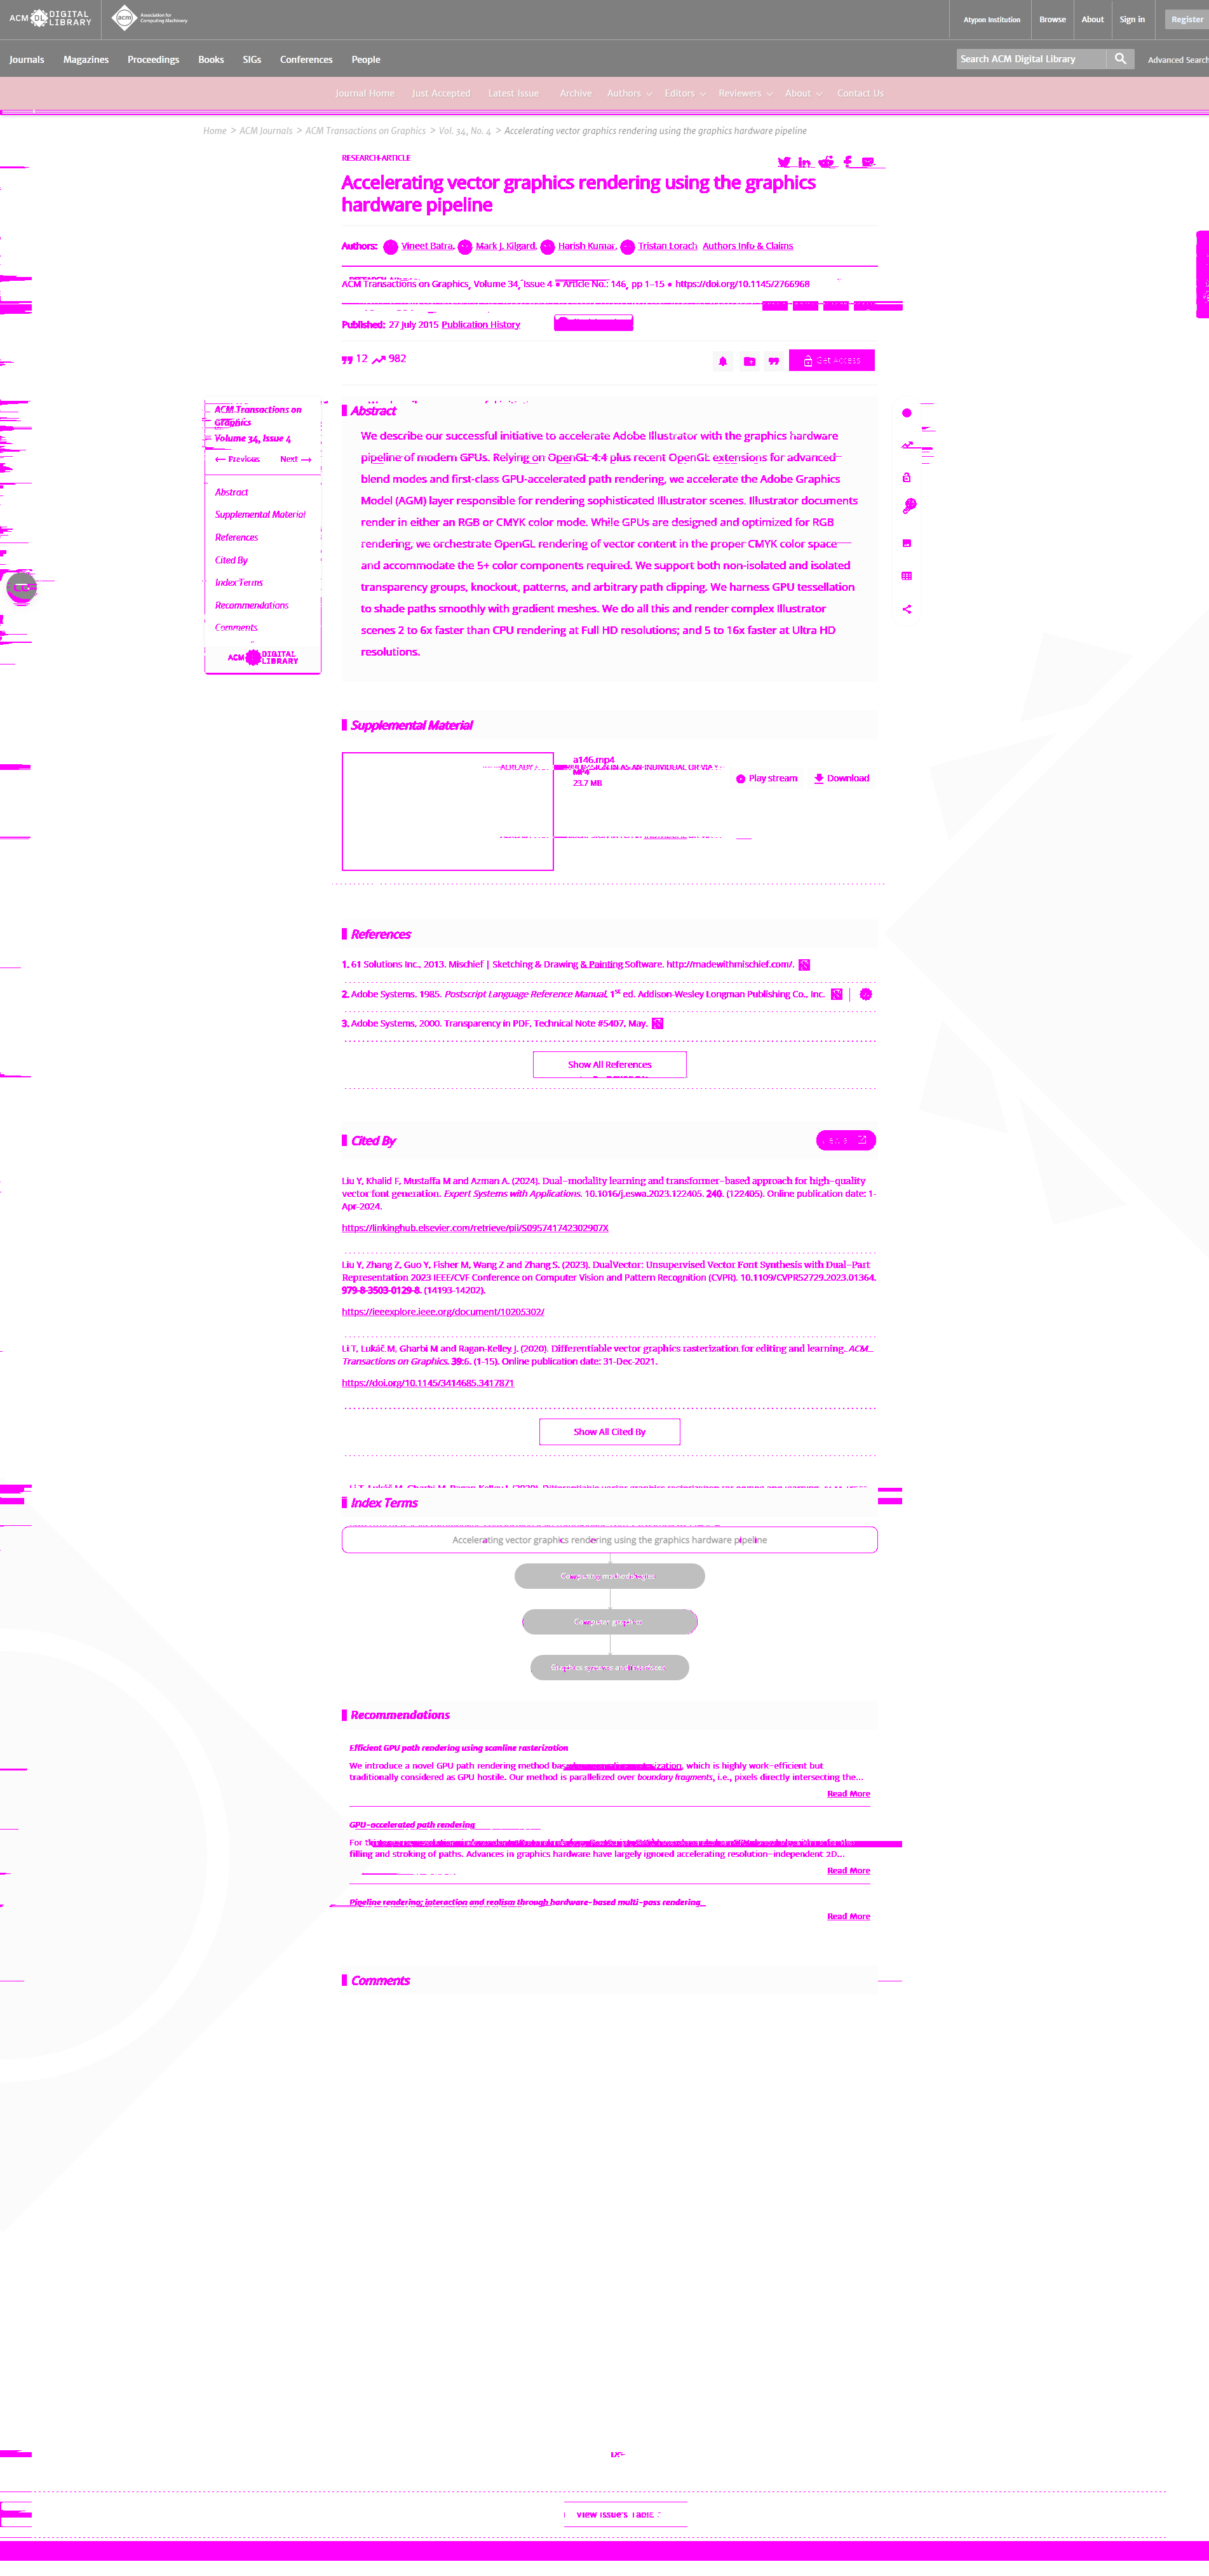 ACM DL DIGITAL LIBRARY
acm Association for Computing Machinery
Atypon Institution
Browse
About
Sign in
Register
Journals
Magazines
Proceedings
Books
SIGs
Conferences
People
Search ACM Digital Library
Advanced Search
Journal Home
Just Accepted
Latest Issue
Archive
Authors
Editors
Reviewers
About
Contact Us
Home > ACM Journals > ACM Transactions on Graphics > Vol. 34, No. 4 > Accelerating vector graphics rendering using the graphics hardware pipeline
RESEARCH-ARTICLE
Accelerating vector graphics rendering using the graphics
hardware pipeline
Authors: Vineet Batra, Mark J. Kilgard, Harish Kumar, Tristan Lorach Authors Info & Claims
ACM Transactions on Graphics, Volume 34, Issue 4 • Article No.: 146, pp 1–15 • https://doi.org/10.1145/2766968
Published: 27 July 2015 Publication History
12 982
Get Access
ACM Transactions on
Graphics
Volume 34, Issue 4
← Previous Next →
Abstract
Supplemental Material
References
Cited By
Index Terms
Recommendations
Comments
ACM DIGITAL LIBRARY
Abstract
We describe our successful initiative to accelerate Adobe Illustrator with the graphics hardware
pipeline of modern GPUs. Relying on OpenGL 4.4 plus recent OpenGL extensions for advanced
blend modes and first-class GPU-accelerated path rendering, we accelerate the Adobe Graphics
Model (AGM) layer responsible for rendering sophisticated Illustrator scenes. Illustrator documents
render in either an RGB or CMYK color mode. While GPUs are designed and optimized for RGB
rendering, we orchestrate OpenGL rendering of vector content in the proper CMYK color space
and accommodate the 5+ color components required. We support both non-isolated and isolated
transparency groups, knockout, patterns, and arbitrary path clipping. We harness GPU tessellation
to shade paths smoothly with gradient meshes. We do all this and render complex Illustrator
scenes 2 to 6x faster than CPU rendering at Full HD resolutions; and 5 to 16x faster at Ultra HD
resolutions.
Supplemental Material
a146.mp4
MP4
23.7 MB
Play stream
Download
References
1. 61 Solutions Inc., 2013. Mischief | Sketching & Drawing & Painting Software. http://madewithmischief.com/.
2. Adobe Systems. 1985. Postscript Language Reference Manual, 1st ed. Addison-Wesley Longman Publishing Co., Inc.
3. Adobe Systems, 2000. Transparency in PDF, Technical Note #5407, May.
Show All References
Cited By
Liu Y, Khalid F, Mustaffa M and Azman A. (2024). Dual-modality learning and transformer-based approach for high-quality
vector font generation. Expert Systems with Applications. 10.1016/j.eswa.2023.122405. 240. (122405). Online publication date: 1-
Apr-2024.
https://linkinghub.elsevier.com/retrieve/pii/S095741742302907X
Liu Y, Zhang Z, Guo Y, Fisher M, Wang Z and Zhang S. (2023). DualVector: Unsupervised Vector Font Synthesis with Dual-Part
Representation 2023 IEEE/CVF Conference on Computer Vision and Pattern Recognition (CVPR). 10.1109/CVPR52729.2023.01364.
979-8-3503-0129-8. (14193-14202).
https://ieeexplore.ieee.org/document/10205302/
Li T, Lukáč M, Gharbi M and Ragan-Kelley J. (2020). Differentiable vector graphics rasterization for editing and learning. ACM
Transactions on Graphics. 39:6. (1-15). Online publication date: 31-Dec-2021.
https://doi.org/10.1145/3414685.3417871
Show All Cited By
Index Terms
Accelerating vector graphics rendering using the graphics hardware pipeline
Computing methodologies
Computer graphics
Graphics systems and interfaces
Recommendations
Efficient GPU path rendering using scanline rasterization
We introduce a novel GPU path rendering method which is highly work-efficient but
traditionally considered as GPU hostile. Our method is parallelized over boundary fragments, i.e., pixels directly intersecting the...
Read More
GPU-accelerated path rendering
For
filling and stroking of paths. Advances in graphics hardware have largely ignored accelerating resolution-independent 2D...
Read More
Pipeline rendering: interaction and realism through hardware-based multi-pass rendering
Read More
Comments
View Issue's Table